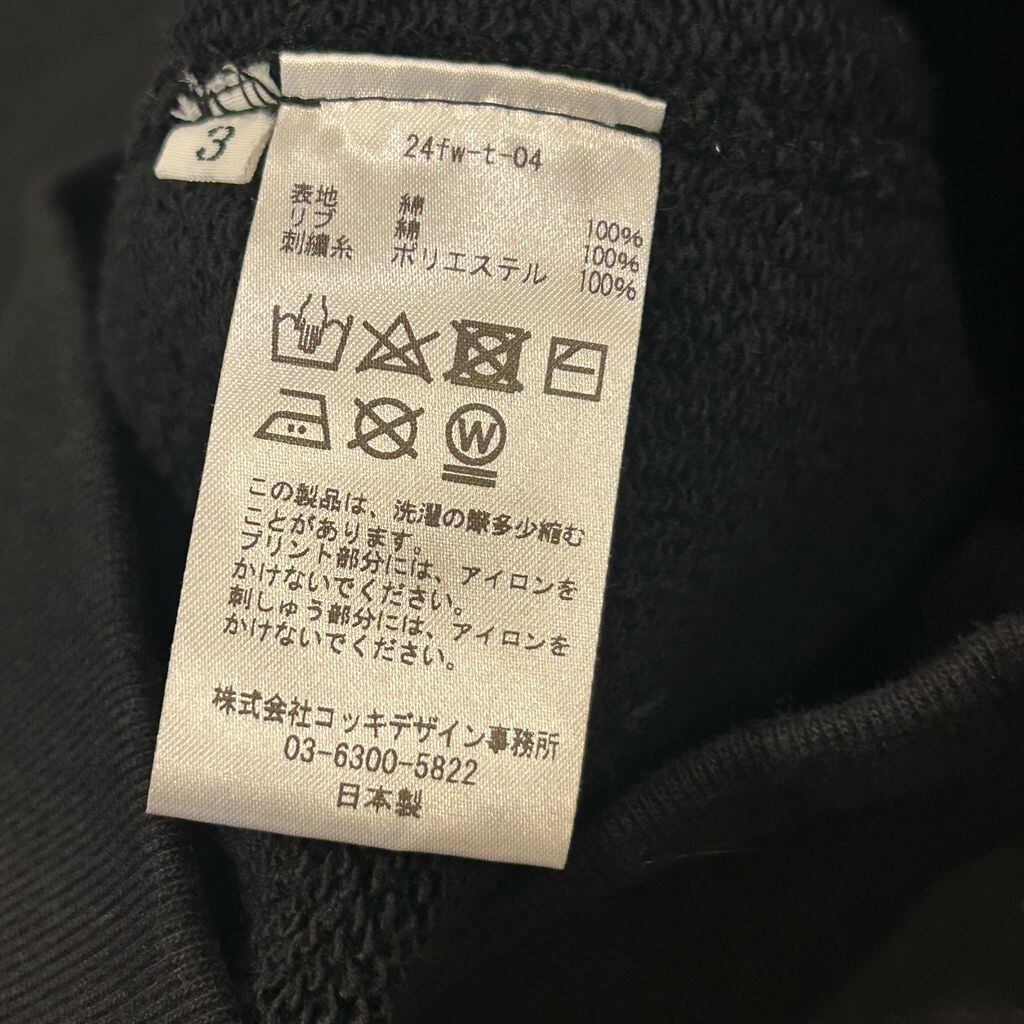 3
24fw-t-04
表地 綿 100%
リブ 綿 100%
刺繍糸 ポリエステル 100%
W
この製品は、洗濯の際多少縮む
ことがあります。
プリント部分には、アイロンを
かけないでください。
刺しゅう部分には、アイロンを
かけないでください。
株式会社コッキデザイン事務所
03-6300-5822
日本製